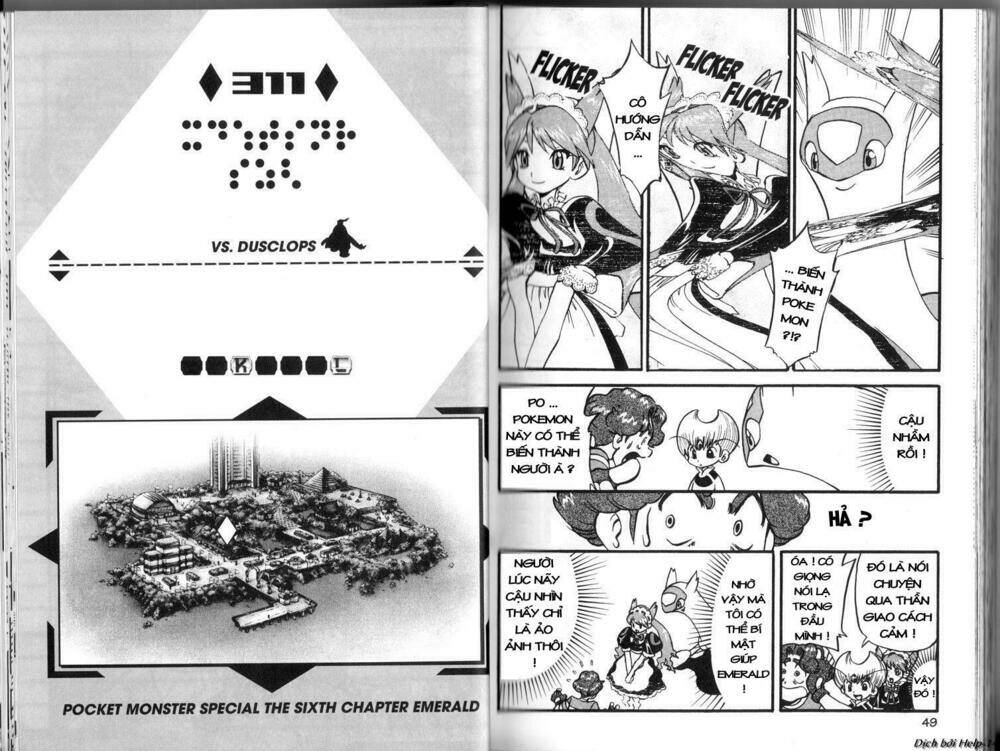 311
VS. DUSCLOPS
K
POCKET MONSTER SPECIAL THE SIXTH CHAPTER EMERALD
FLICKER
FLICKER
FLICKER
CÔ
HƯỚNG
DẪN
...
... BIẾN
THÀNH
POKE
MON
?!?
PO ...
POKEMON
NÀY CÓ THỂ
BIẾN THÀNH
NGƯỜI À ?
CẬU
NHẦM
RỒI !
HẢ ?
NGƯỜI
LÚC NÃY
CẬU NHÌN
THẤY CHỈ
LÀ ẢO
ẢNH THÔI
!
NHỜ
VẬY MÀ
TÔI CÓ
THỂ BÍ
MẬT
GIÚP
EMERALD
!
ÓA ! CÓ
GIỌNG
NÓI LẠ
TRONG
ĐẦU
MÌNH !
ĐÓ LÀ NÓI
CHUYỆN
QUA THẦN
GIAO CÁCH
CẢM !
VẬY
ĐÓ !
49
Dịch bởi Help